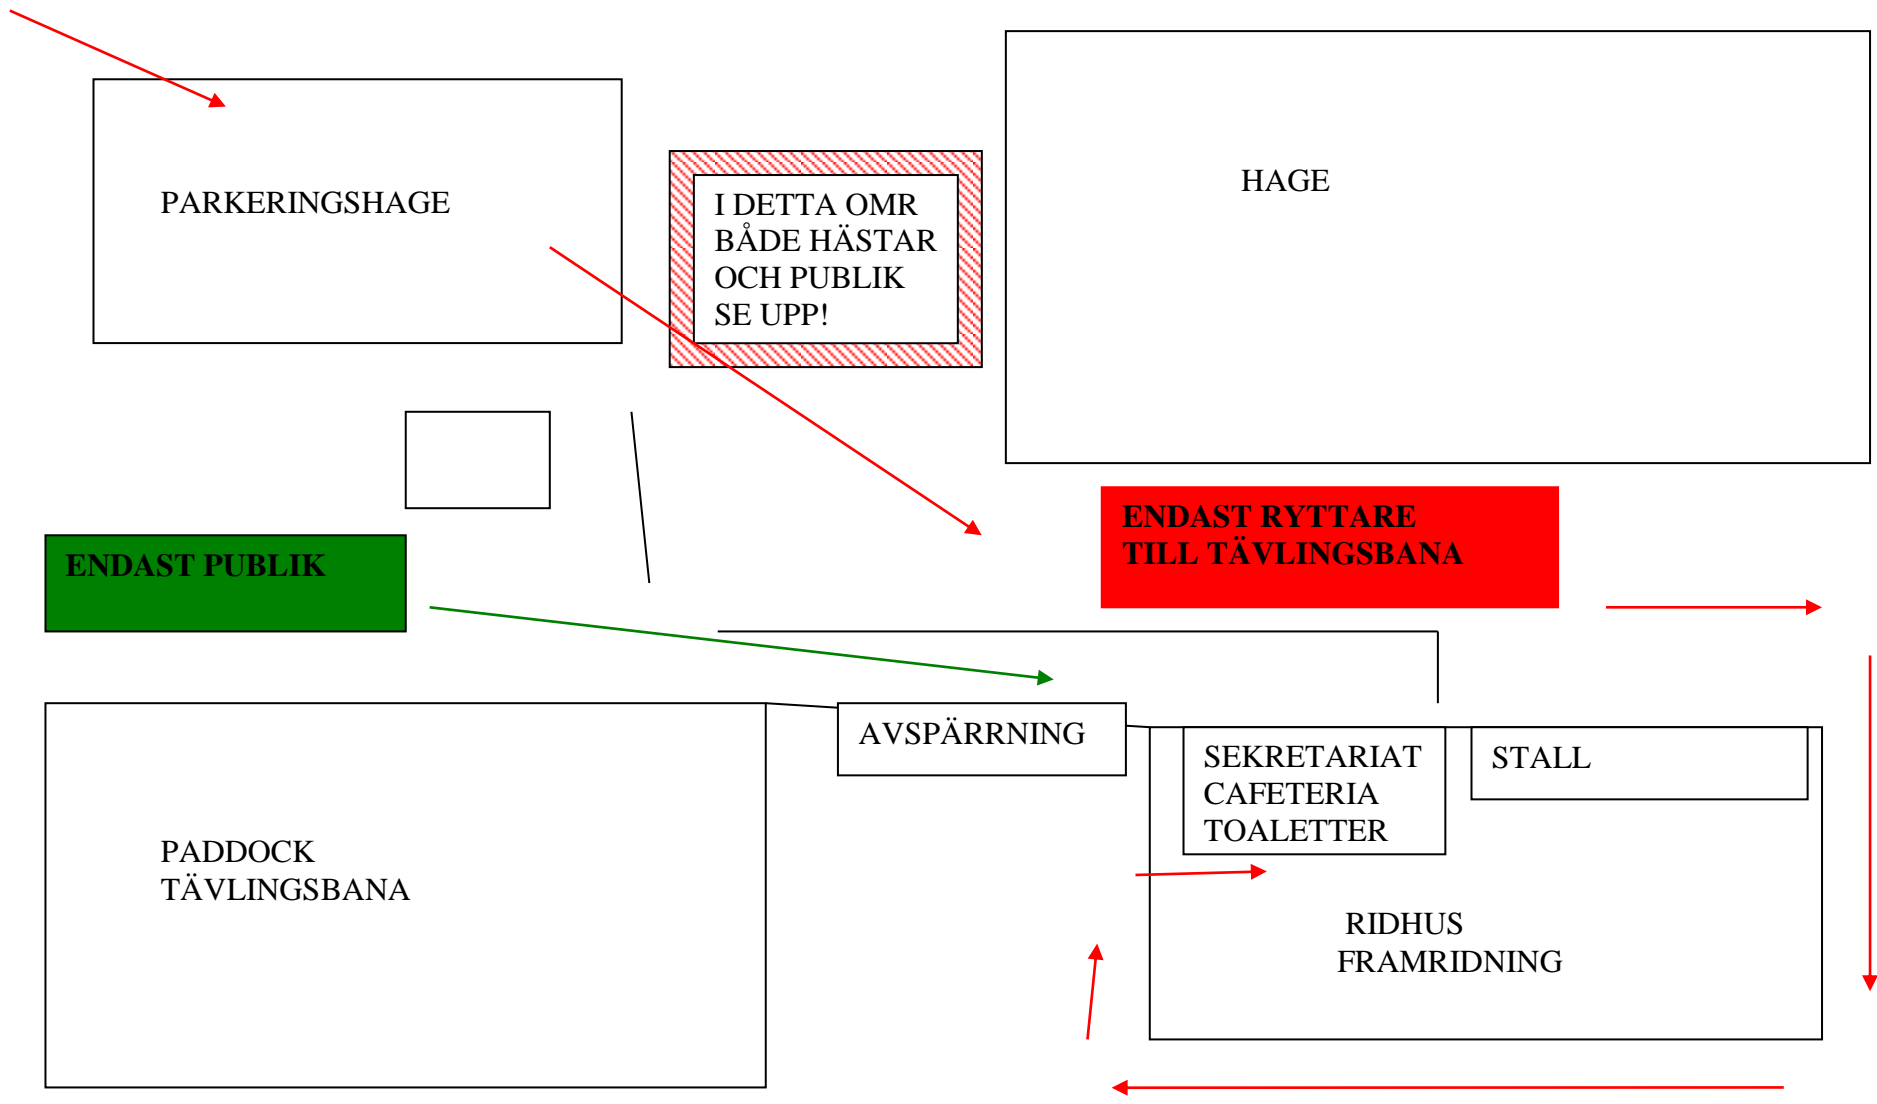 PARKERINGSHAGE
I DETTA OMR
BÅDE HÄSTAR
OCH PUBLIK
SE UPP!
HAGE
ENDAST PUBLIK
ENDAST RYTTARE
TILL TÄVLINGSBANA
AVSPÄRRNING
SEKRETARIAT
CAFETERIA
TOALETTER
STALL
PADDOCK
TÄVLINGSBANA
RIDHUS
FRAMRIDNING